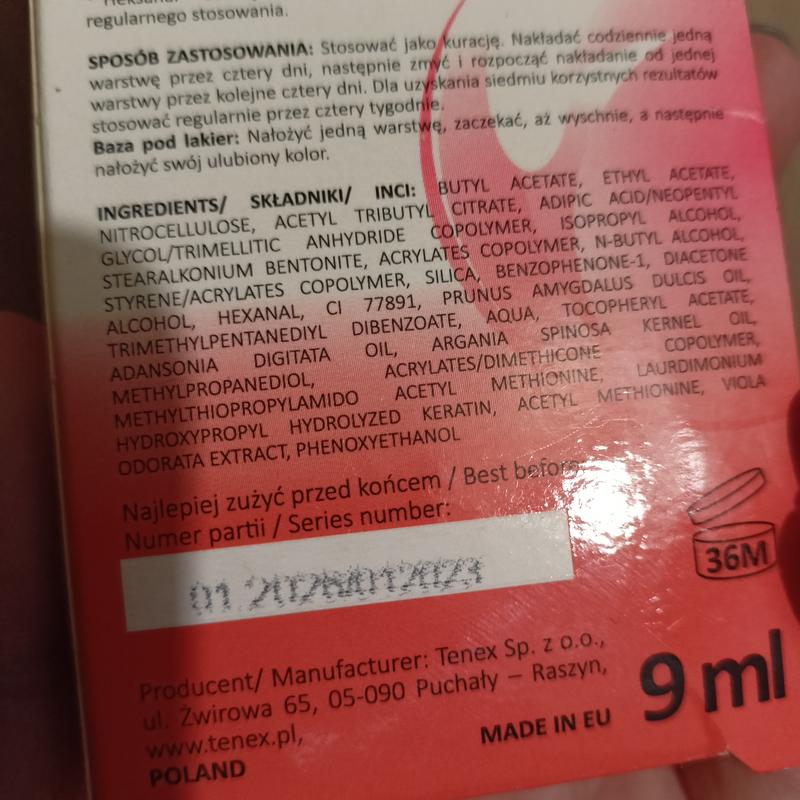 regularnego stosowania.
SPOSÓB ZASTOSOWANIA: Stosować jako kurację. Nakładać codziennie jedną
warstwę przez cztery dni, następnie zmyć i rozpocząć nakładanie od jednej
warstwy przez kolejne cztery dni. Dla uzyskania siedmiu korzystnych rezultatów
stosować regularnie przez cztery tygodnie.
Baza pod lakier: Nałożyć jedną warstwę, zaczekać, aż wyschnie, a następnie
nałożyć swój ulubiony kolor.
INGREDIENTS/ SKŁADNIKI/ INCI: BUTYL ACETATE, ETHYL ACETATE,
NITROCELLULOSE, ACETYL TRIBUTYL CITRATE, ADIPIC ACID/NEOPENTYL
GLYCOL/TRIMELLITIC ANHYDRIDE COPOLYMER, ISOPROPYL ALCOHOL,
STEARALKONIUM BENTONITE, ACRYLATES COPOLYMER, N-BUTYL ALCOHOL,
STYRENE/ACRYLATES COPOLYMER, SILICA, BENZOPHENONE-1, DIACETONE
ALCOHOL, HEXANAL, CI 77891, PRUNUS AMYGDALUS DULCIS OIL,
TRIMETHYLPENTANEDIYL DIBENZOATE, AQUA, TOCOPHERYL ACETATE,
ADANSONIA DIGITATA OIL, ARGANIA SPINOSA KERNEL OIL,
METHYLPROPANEDIOL, ACRYLATES/DIMETHICONE COPOLYMER,
METHYLTHIOPROPYLAMIDO ACETYL METHIONINE, LAURDIMONIUM
HYDROXYPROPYL HYDROLYZED KERATIN, ACETYL METHIONINE, VIOLA
ODORATA EXTRACT, PHENOXYETHANOL
Najlepiej zużyć przed końcem / Best before
Numer partii / Series number:
01 2026/012023
36M
Producent/ Manufacturer: Tenex Sp. z o.o.,
ul. Żwirowa 65, 05-090 Puchały – Raszyn,
www.tenex.pl,
POLAND
MADE IN EU
9 ml